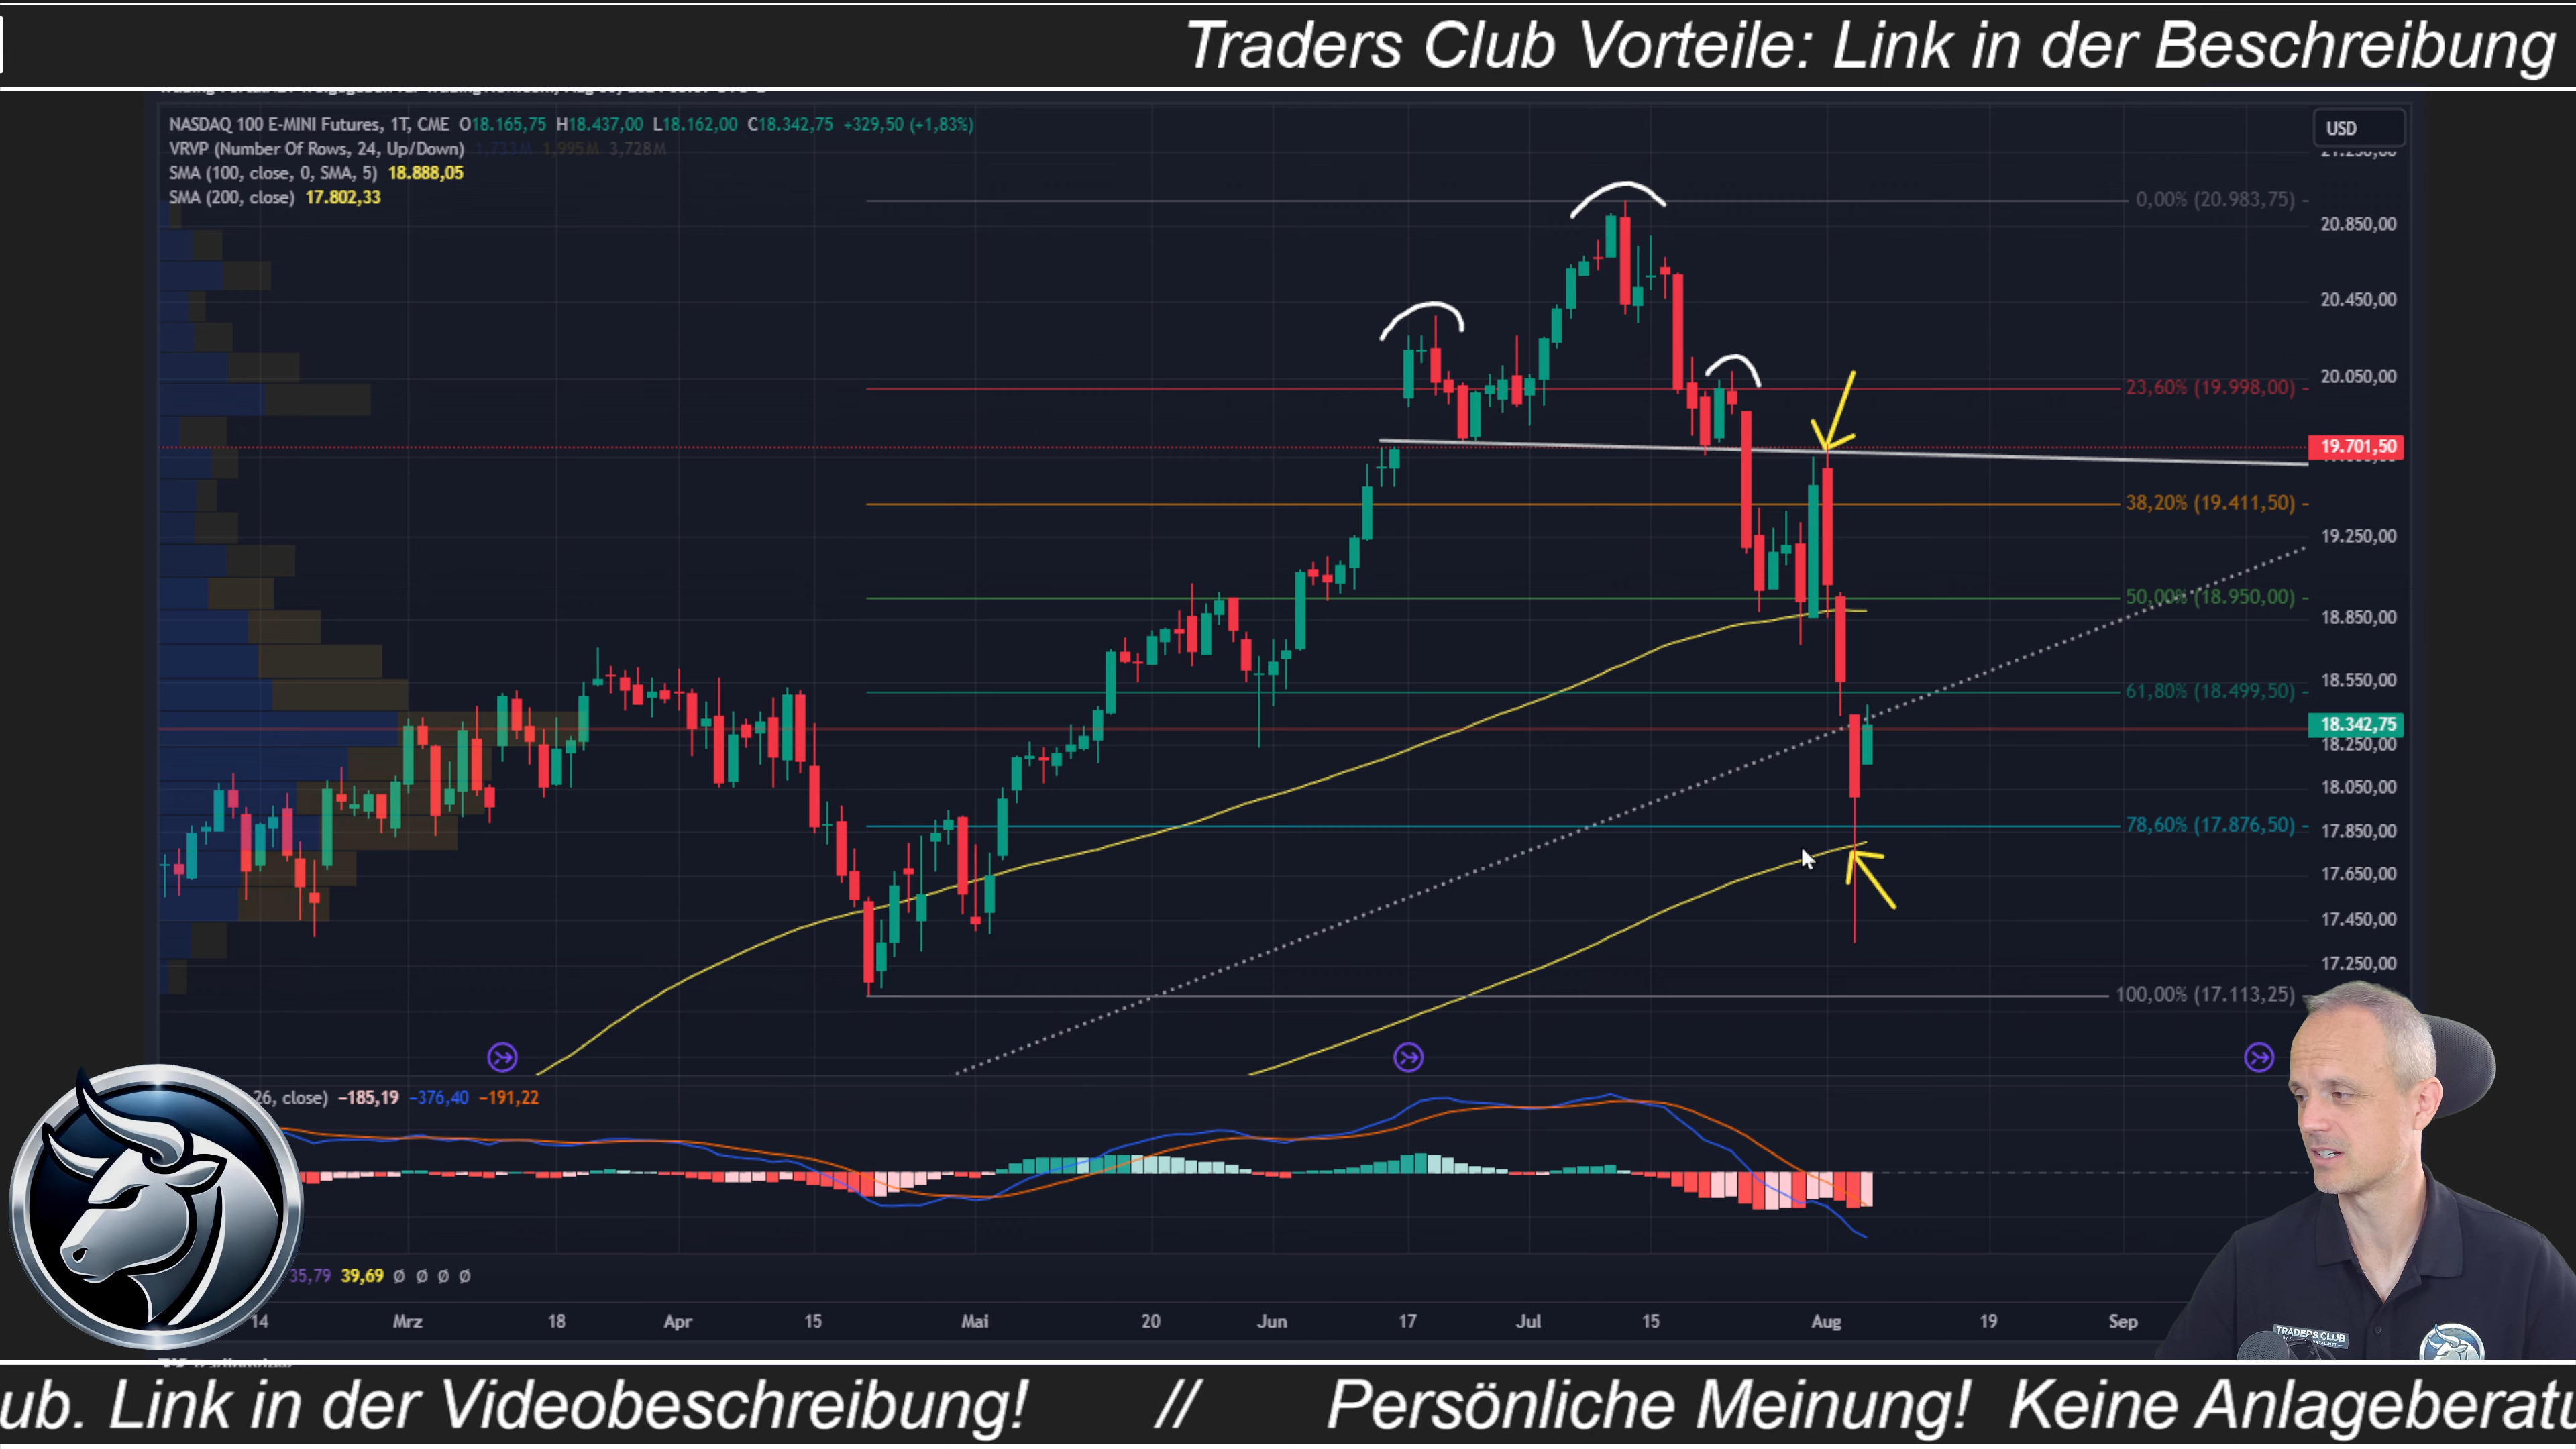 Traders Club Vorteile: Link in der Beschreibung
NASDAQ 100 E-MINI Futures, 1T, CME O18.165,75 H18.437,00 L18.162,00 C18.342,75 +329,50 (+1,83%)
VRVP (Number Of Rows, 24, Up/Down) 1,733M 1,995M 3,728M
SMA (100, close, 0, SMA, 5) 18.888,05
SMA (200, close) 17.802,33
USD
0,00% (20.983,75)
20.850,00
20.450,00
23,60% (19.998,00)
20.050,00
19.701,50
38,20% (19.411,50)
19.250,00
50,00% (18.950,00)
18.850,00
61,80% (18.499,50)
18.550,00
18.342,75
18.250,00
18.050,00
78,60% (17.876,50)
17.850,00
17.650,00
17.450,00
17.250,00
100,00% (17.113,25)
26, close) −185,19 −376,40 −191,22
35,79 39,69 ø ø ø ø
14 Mrz 18 Apr 15 Mai 20 Jun 17 Jul 15 Aug 19 Sep
TRADERS CLUB
ub. Link in der Videobeschreibung! // Persönliche Meinung! Keine Anlageberatu